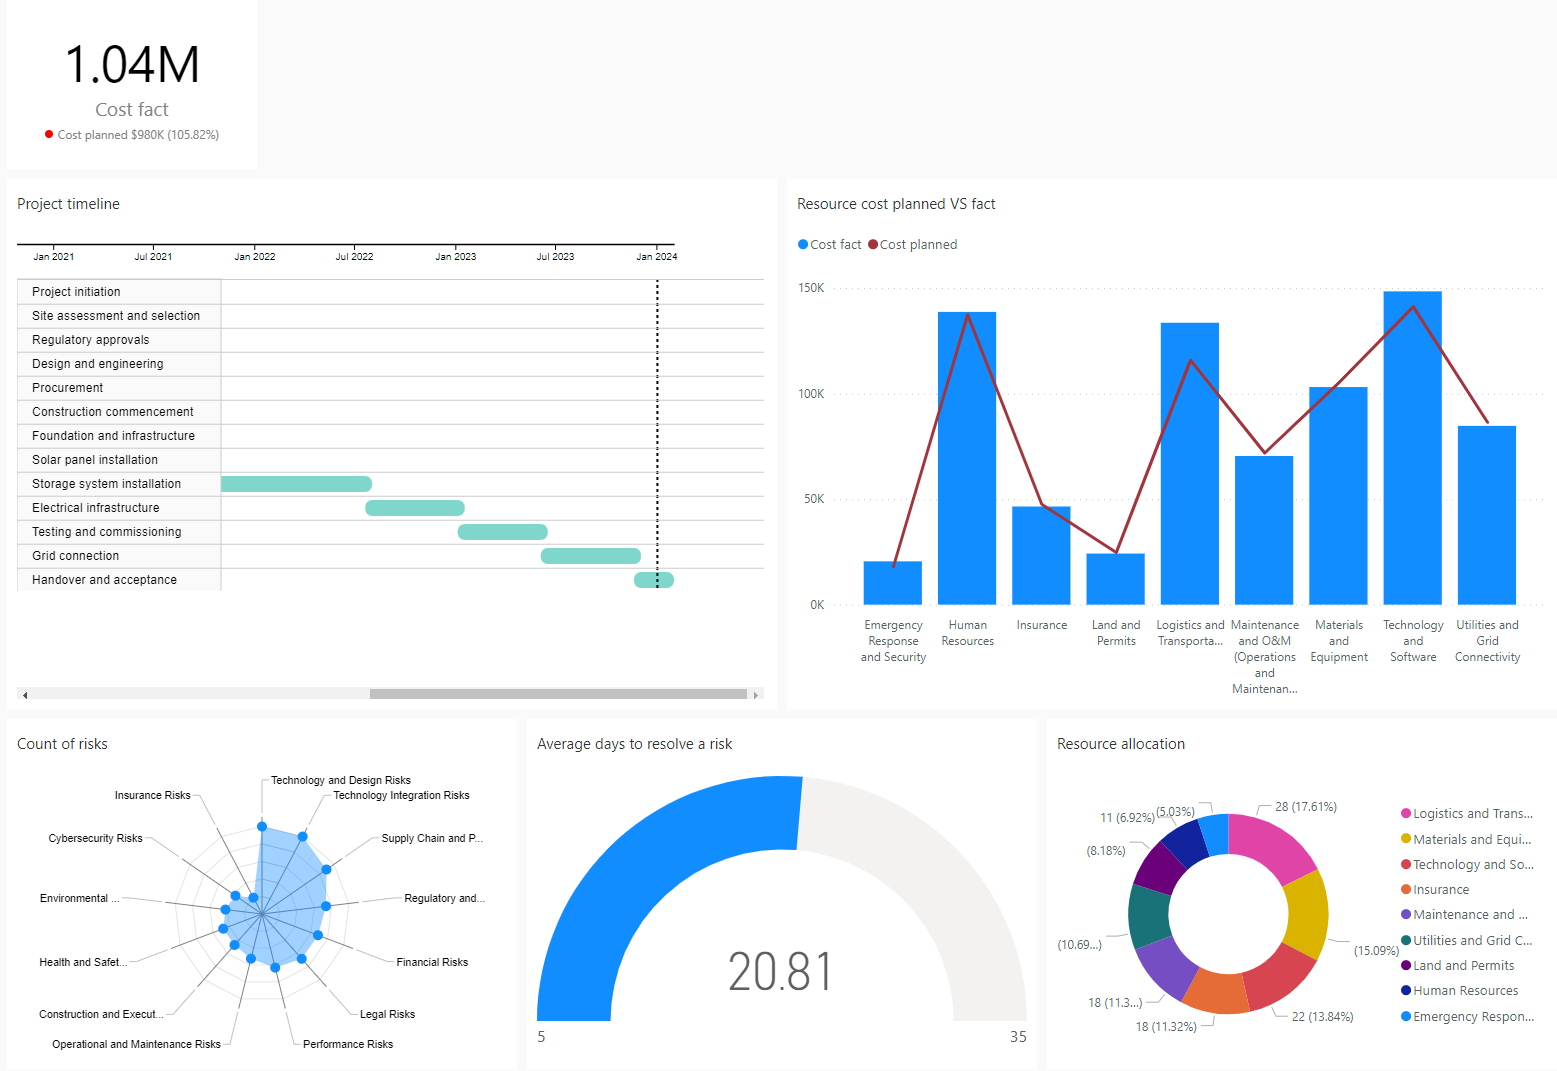 1.04M
Cost fact
Cost planned $980K (105.82%)
Project timeline
Jan 2021
Jul 2021
Jan 2022
Jul 2022
Jan 2023
Jul 2023
Jan 2024
Project initiation
Site assessment and selection
Regulatory approvals
Design and engineering
Procurement
Construction commencement
Foundation and infrastructure
Solar panel installation
Storage system installation
Electrical infrastructure
Testing and commissioning
Grid connection
Handover and acceptance
Resource cost planned VS fact
Cost fact
Cost planned
150K
100K
50K
0K
Emergency
Response
and Security
Human
Resources
Insurance
Land and
Permits
Logistics and
Transporta...
Maintenance
and O&M
(Operations
and
Maintenan...
Materials
and
Equipment
Technology
and
Software
Utilities and
Grid
Connectivity
Count of risks
Technology and Design Risks
Technology Integration Risks
Supply Chain and P...
Regulatory and...
Financial Risks
Legal Risks
Performance Risks
Operational and Maintenance Risks
Construction and Execut...
Health and Safet...
Environmental ...
Cybersecurity Risks
Insurance Risks
Average days to resolve a risk
20.81
5
35
Resource allocation
28 (17.61%)
(15.09%)
22 (13.84%)
18 (11.32%)
18 (11.3...)
(10.69...)
(8.18%)
11 (6.92%)
(5.03%)
Logistics and Trans...
Materials and Equi...
Technology and So...
Insurance
Maintenance and ...
Utilities and Grid C...
Land and Permits
Human Resources
Emergency Respon...